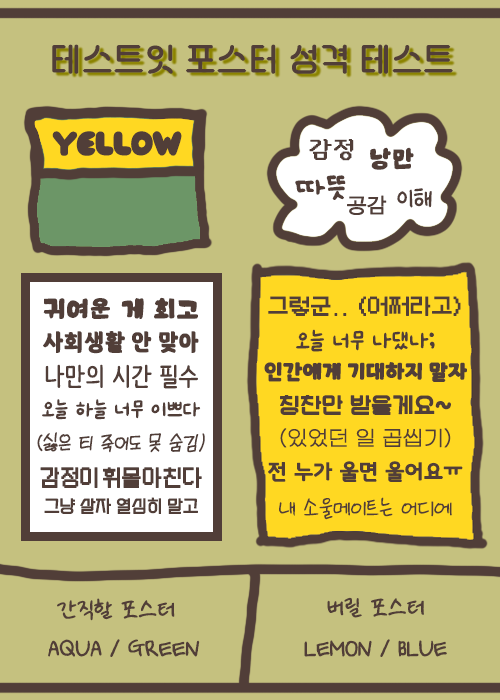 테스트잇 포스터 성격 테스트
YELLOW
감정 낭만
따뜻 공감 이해
귀여운 게 최고
사회생활 안 맞아
나만의 시간 필수
오늘 하늘 너무 이쁘다
(싫은 티 죽어도 못 숨김)
감정미 휘몰아친다
그냥 살자 열심히 말고
그렇군.. (어쩌라고)
오늘 너무 나댔나;
인간에게 기대하지 말자
칭찬만 받을게요~
(있었던 일 곱씹기)
전 누가 울면 울어요ㅠ
내 소울메이트는 어디에
간직할 포스터
AQUA / GREEN
버릴 포스터
LEMON / BLUE